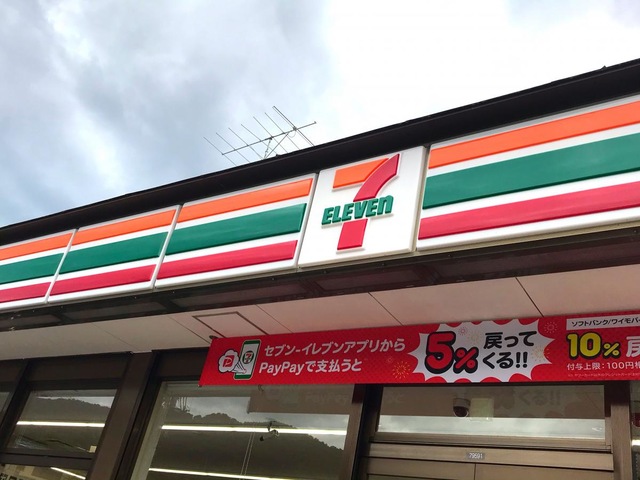 7
ELEVEn
セブン‐イレブンアプリから
PayPayで支払うと
5%
戻って
くる!!
ソフトバンク/ワイモバ
10%
付与上限:100円相